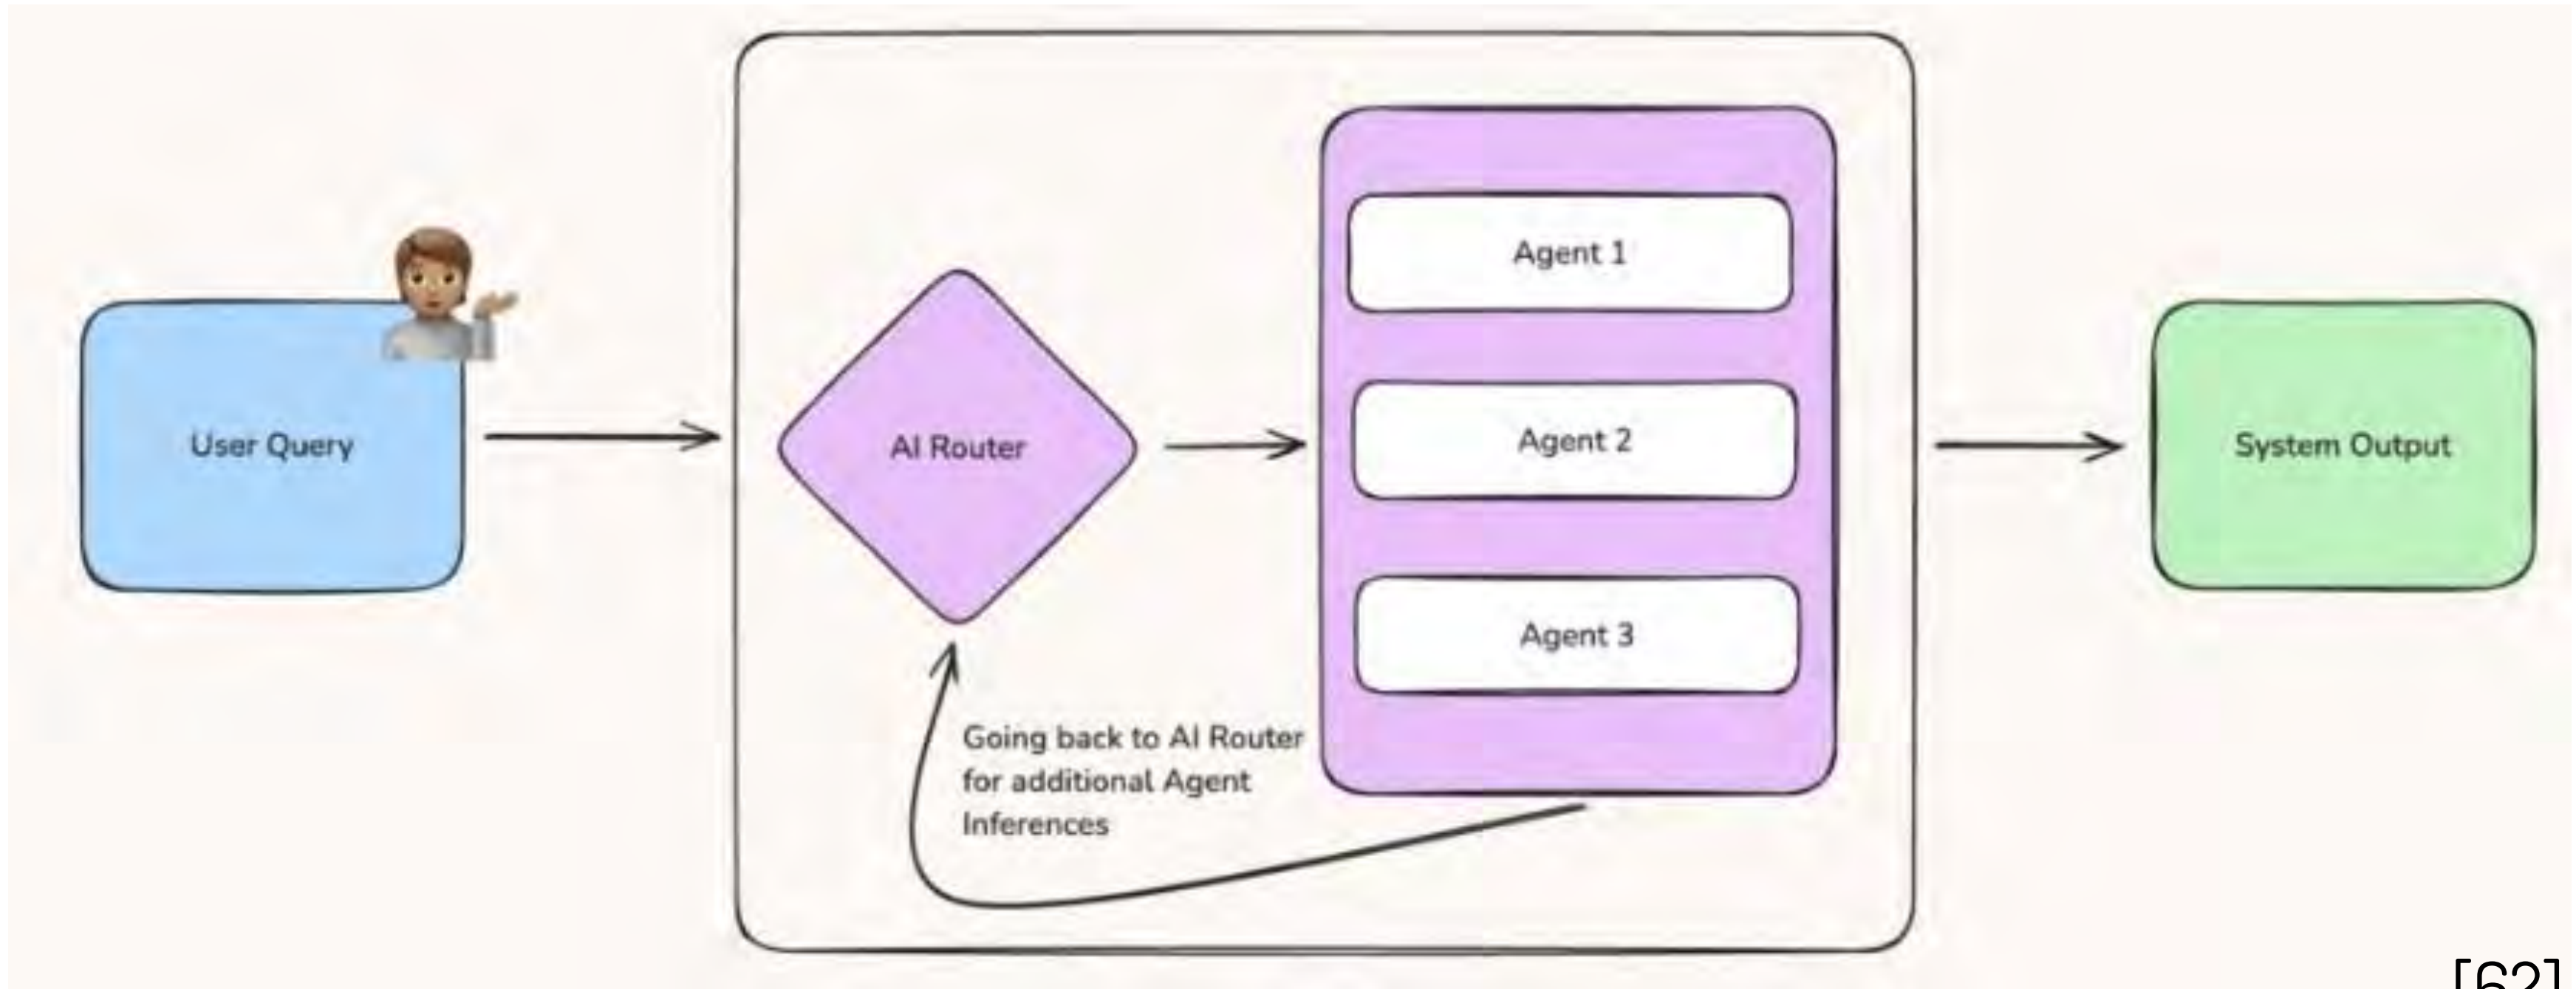 User Query
AI Router
Agent 1
Agent 2
Agent 3
Going back to AI Router
for additional Agent
Inferences
System Output
[62]